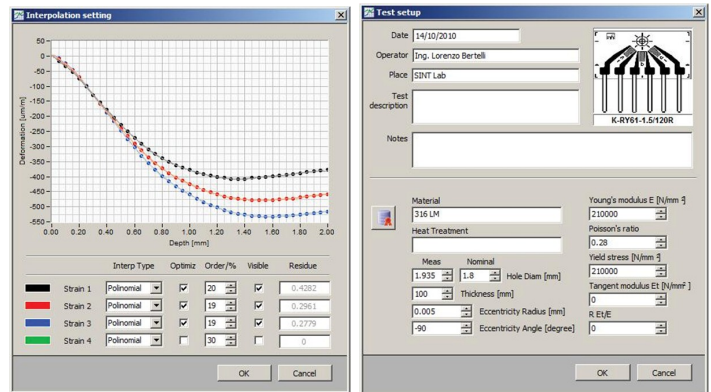 Interpolation setting
50
0
-50
-100
-150
-200
-250
-300
-350
-400
-450
-500
-550
Deformation [um/m]
0.00 0.20 0.40 0.60 0.80 1.00 1.20 1.40 1.60 1.80 2.00
Depth [mm]
Interp Type Optimiz Order/% Visible Residue
Strain 1 Polinomial 20 0.4282
Strain 2 Polinomial 19 0.2961
Strain 3 Polinomial 19 0.2779
Strain 4 Polinomial 30 0
OK Cancel
Test setup
Date 14/10/2010
Operator Ing. Lorenzo Bertelli
Place SINT Lab
Test
description
Notes
K-RY61-1.5/120R
Material
316 LM
Heat Treatment
Meas Nominal
1.935 1.8 Hole Diam [mm]
100 Thickness [mm]
0.005 Eccentricity Radius [mm]
-90 Eccentricity Angle [degree]
Young's modulus E [N/mm²]
210000
Poisson's ratio
0.28
Yield stress [N/mm²]
210000
Tangent modulus Et [N/mm²]
0
R Et/E
0
OK Cancel